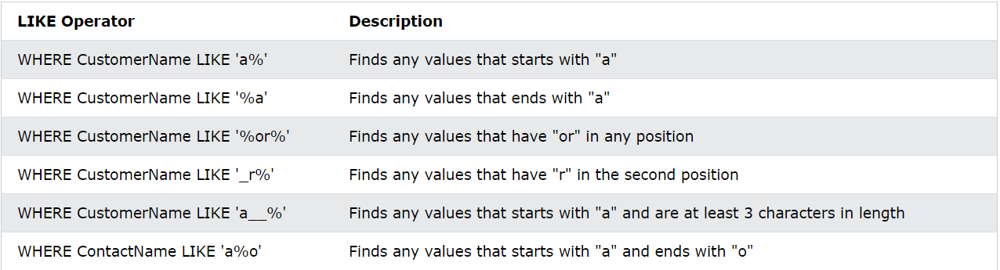 LIKE Operator Description
WHERE CustomerName LIKE 'a%' Finds any values that starts with "a"
WHERE CustomerName LIKE '%a' Finds any values that ends with "a"
WHERE CustomerName LIKE '%or%' Finds any values that have "or" in any position
WHERE CustomerName LIKE '_r%' Finds any values that have "r" in the second position
WHERE CustomerName LIKE 'a__%' Finds any values that starts with "a" and are at least 3 characters in length
WHERE ContactName LIKE 'a%o' Finds any values that starts with "a" and ends with "o"